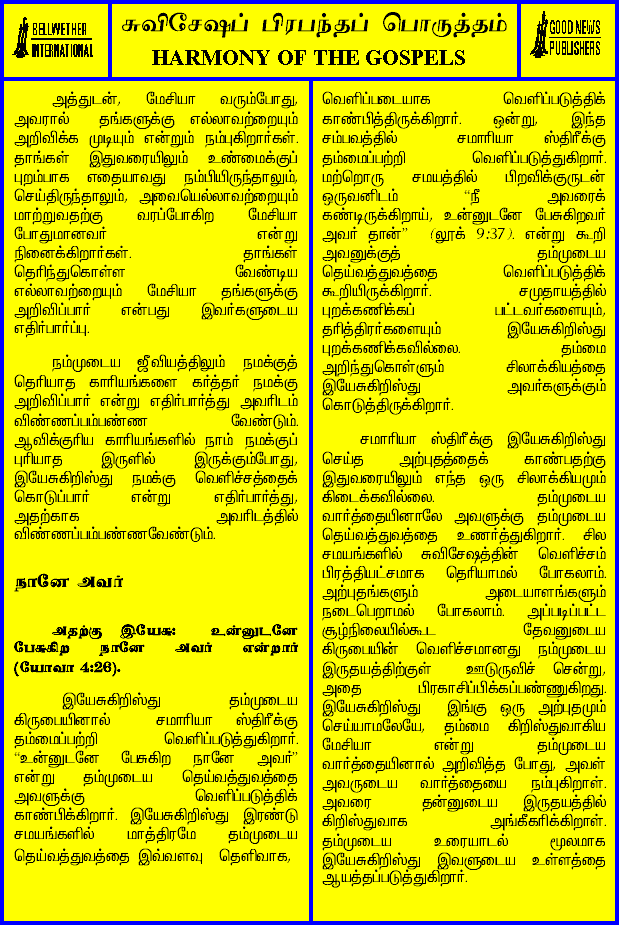 BELLWETHER
INTERNATIONAL
சுவிசேஷப் பிரபந்தப் பொருத்தம்
HARMONY OF THE GOSPELS
GOOD NEWS
PUBLISHERS
அத்துடன், மேசியா வரும்போது,
அவரால் தங்களுக்கு எல்லாவற்றையும்
அறிவிக்க முடியும் என்றும் நம்புகிறார்கள்.
தாங்கள் இதுவரையிலும் உண்மைக்குப்
புறம்பாக எதையாவது நம்பியிருந்தாலும்,
செய்திருந்தாலும், அவையெல்லாவற்றையும்
மாற்றுவதற்கு வரப்போகிற மேசியா
போதுமானவர் என்று
நினைக்கிறார்கள். தாங்கள்
தெரிந்துகொள்ள வேண்டிய
எல்லாவற்றையும் மேசியா தங்களுக்கு
அறிவிப்பார் என்பது இவர்களுடைய
எதிர்பார்ப்பு.
நம்முடைய ஜீவியத்திலும் நமக்குத்
தெரியாத காரியங்களை கர்த்தர் நமக்கு
அறிவிப்பார் என்று எதிர்பார்த்து அவரிடம்
விண்ணப்பம்பண்ண வேண்டும்.
ஆவிக்குரிய காரியங்களில் நாம் நமக்குப்
புரியாத இருளில் இருக்கும்போது,
இயேசுகிறிஸ்து நமக்கு வெளிச்சத்தைக்
கொடுப்பார் என்று எதிர்பார்த்து,
அதற்காக அவரிடத்தில்
விண்ணப்பம்பண்ணவேண்டும்.
நானே அவர்
அதற்கு இயேசு: உன்னுடனே
பேசுகிற நானே அவர் என்றார்
(யோவா 4:26).
இயேசுகிறிஸ்து தம்முடைய
கிருபையினால் சமாரியா ஸ்திரீக்கு
தம்மைப்பற்றி வெளிப்படுத்துகிறார்.
“உன்னுடனே பேசுகிற நானே அவர்”
என்று தம்முடைய தெய்வத்துவத்தை
அவளுக்கு வெளிப்படுத்திக்
காண்பிக்கிறார். இயேசுகிறிஸ்து இரண்டு
சமயங்களில் மாத்திரமே தம்முடைய
தெய்வத்துவத்தை இவ்வளவு தெளிவாக,
வெளிப்படையாக வெளிப்படுத்திக்
காண்பித்திருக்கிறார். ஒன்று, இந்த
சம்பவத்தில் சமாரியா ஸ்திரீக்கு
தம்மைப்பற்றி வெளிப்படுத்துகிறார்.
மற்றொரு சமயத்தில் பிறவிக்குருடன்
ஒருவனிடம் “நீ அவரைக்
கண்டிருக்கிறாய், உன்னுடனே பேசுகிறவர்
அவர் தான்” (லூக் 9:37). என்று கூறி
அவனுக்குத் தம்முடைய
தெய்வத்துவத்தை வெளிப்படுத்திக்
கூறியிருக்கிறார். சமுதாயத்தில்
புறக்கணிக்கப் பட்டவர்களையும்,
தரித்திரர்களையும் இயேசுகிறிஸ்து
புறக்கணிக்கவில்லை. தம்மை
அறிந்துகொள்ளும் சிலாக்கியத்தை
இயேசுகிறிஸ்து அவர்களுக்கும்
கொடுத்திருக்கிறார்.
சமாரியா ஸ்திரீக்கு இயேசுகிறிஸ்து
செய்த அற்புதத்தைக் காண்பதற்கு
இதுவரையிலும் எந்த ஒரு சிலாக்கியமும்
கிடைக்கவில்லை. தம்முடைய
வார்த்தையினாலே அவளுக்கு தம்முடைய
தெய்வத்துவத்தை உணர்த்துகிறார். சில
சமயங்களில் சுவிசேஷத்தின் வெளிச்சம்
பிரத்தியட்சமாக தெரியாமல் போகலாம்.
அற்புதங்களும் அடையாளங்களும்
நடைபெறாமல் போகலாம். அப்படிப்பட்ட
சூழ்நிலையில்கூட தேவனுடைய
கிருபையின் வெளிச்சமானது நம்முடைய
இருதயத்திற்குள் ஊடுருவிச் சென்று,
அதை பிரகாசிப்பிக்கப்பண்ணுகிறது.
இயேசுகிறிஸ்து இங்கு ஒரு அற்புதமும்
செய்யாமலேயே, தம்மை கிறிஸ்துவாகிய
மேசியா என்று தம்முடைய
வார்த்தையினால் அறிவித்த போது, அவள்
அவருடைய வார்த்தையை நம்புகிறாள்.
அவரை தன்னுடைய இருதயத்தில்
கிறிஸ்துவாக அங்கீகரிக்கிறாள்.
தம்முடைய உரையாடல் மூலமாக
இயேசுகிறிஸ்து இவளுடைய உள்ளத்தை
ஆயத்தப்படுத்துகிறார்.